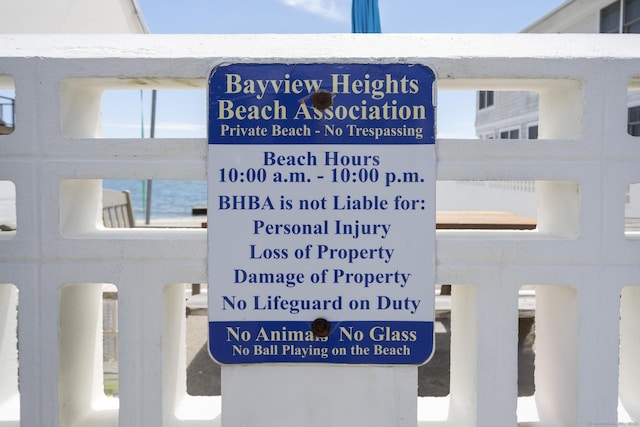 Bayview Heights
Beach Association
Private Beach - No Trespassing
Beach Hours
10:00 a.m. - 10:00 p.m.
BHBA is not Liable for:
Personal Injury
Loss of Property
Damage of Property
No Lifeguard on Duty
No Animals No Glass
No Ball Playing on the Beach